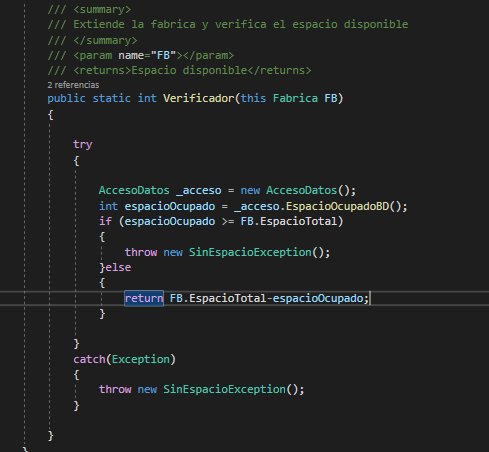 /// <summary>
/// Extiende la fabrica y verifica el espacio disponible
/// </summary>
/// <param name="FB"></param>
/// <returns>Espacio disponible</returns>
2 referencias
public static int Verificador(this Fabrica FB)
{
try
{
AccesoDatos _acceso = new AccesoDatos();
int espacioOcupado = _acceso.EspacioOcupadoBD();
if (espacioOcupado >= FB.EspacioTotal)
{
throw new SinEspacioException();
}else
{
return FB.EspacioTotal-espacioOcupado;
}
}
catch(Exception)
{
throw new SinEspacioException();
}
}
}